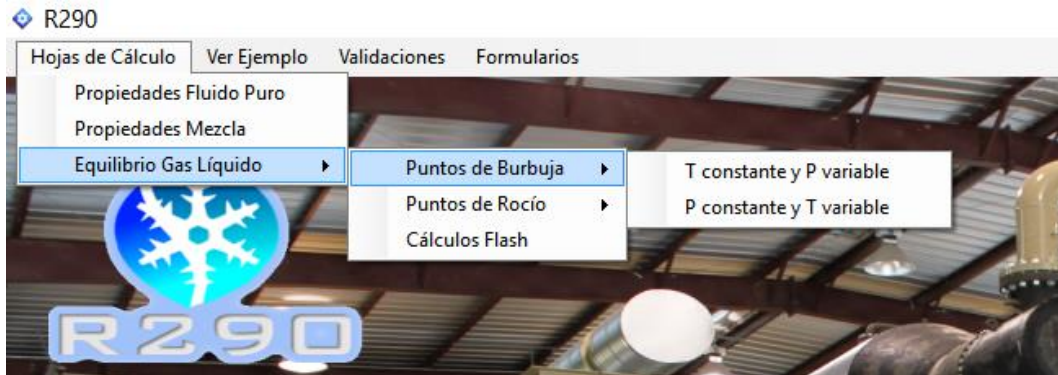 R290
Hojas de Cálculo Ver Ejemplo Validaciones Formularios
Propiedades Fluido Puro
Propiedades Mezcla
Equilibrio Gas Líquido
Puntos de Burbuja
Puntos de Rocío
Cálculos Flash
T constante y P variable
P constante y T variable
R290